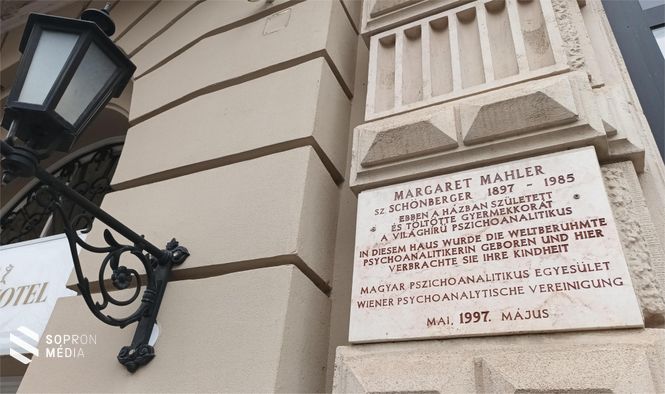 MARGARET MAHLER
SZ. SCHÖNBERGER 1897 - 1985
EBBEN A HÁZBAN SZÜLETETT
ÉS TÖLTÖTTE GYERMEKKORÁT
A VILÁGHÍRŰ PSZICHOANALITIKUS
IN DIESEM HAUS WURDE DIE WELTBERÜHMTE
PSYCHOANALITIKERIN GEBOREN UND HIER
VERBRACHTE SIE IHRE KINDHEIT
MAGYAR PSZICHOANALITIKUS EGYESÜLET
WIENER PSYCHOANALYTISCHE VEREINIGUNG
MAI. 1997. MÁJUS
OTEL
SOPRON
MÉDIA